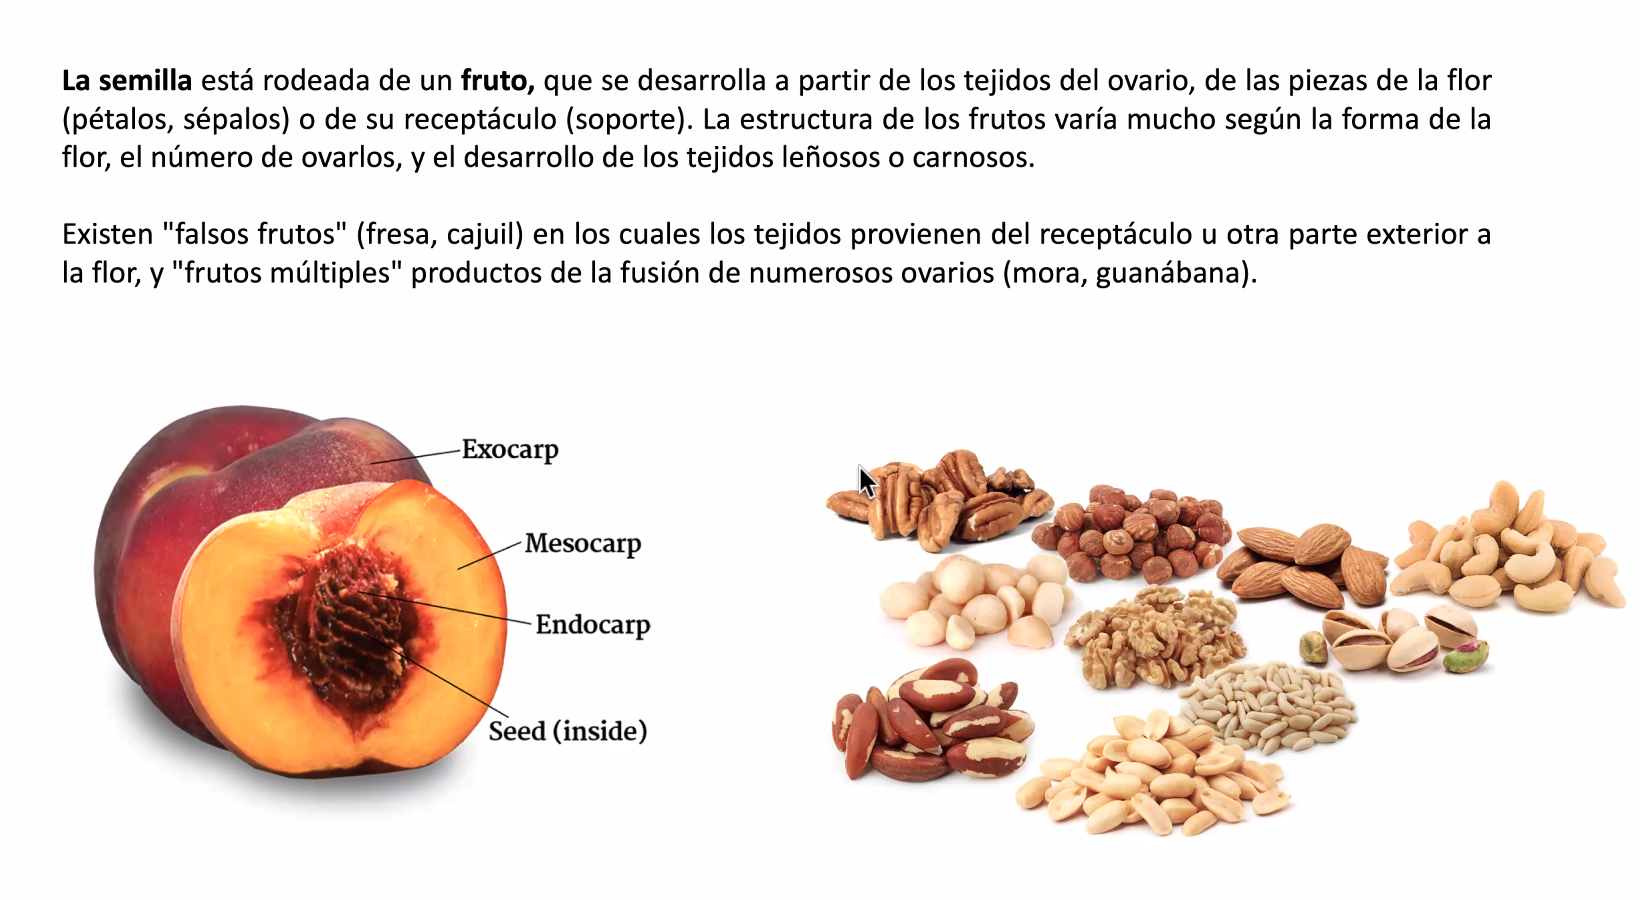 La semilla está rodeada de un fruto, que se desarrolla a partir de los tejidos del ovario, de las piezas de la flor
(pétalos, sépalos) o de su receptáculo (soporte). La estructura de los frutos varía mucho según la forma de la
flor, el número de ovarlos, y el desarrollo de los tejidos leñosos o carnosos.
Existen "falsos frutos" (fresa, cajuil) en los cuales los tejidos provienen del receptáculo u otra parte exterior a
la flor, y "frutos múltiples" productos de la fusión de numerosos ovarios (mora, guanábana).
Exocarp
Mesocarp
Endocarp
Seed (inside)